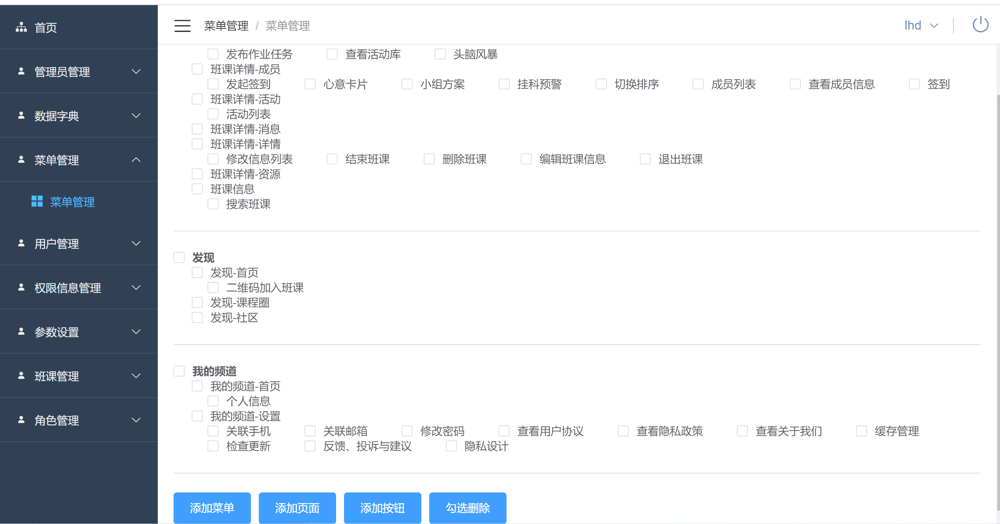 首页
管理员管理
数据字典
菜单管理
菜单管理
用户管理
权限信息管理
参数设置
班课管理
角色管理
菜单管理 / 菜单管理
lhd
发布作业任务 查看活动库 头脑风暴
班课详情-成员
发起签到 心意卡片 小组方案 挂科预警 切换排序 成员列表 查看成员信息 签到
班课详情-活动
活动列表
班课详情-消息
班课详情-详情
修改信息列表 结束班课 删除班课 编辑班课信息 退出班课
班课详情-资源
班课信息
搜索班课
发现
发现-首页
二维码加入班课
发现-课程圈
发现-社区
我的频道
我的频道-首页
个人信息
我的频道-设置
关联手机 关联邮箱 修改密码 查看用户协议 查看隐私政策 查看关于我们 缓存管理
检查更新 反馈、投诉与建议 隐私设计
添加菜单 添加页面 添加按钮 勾选删除